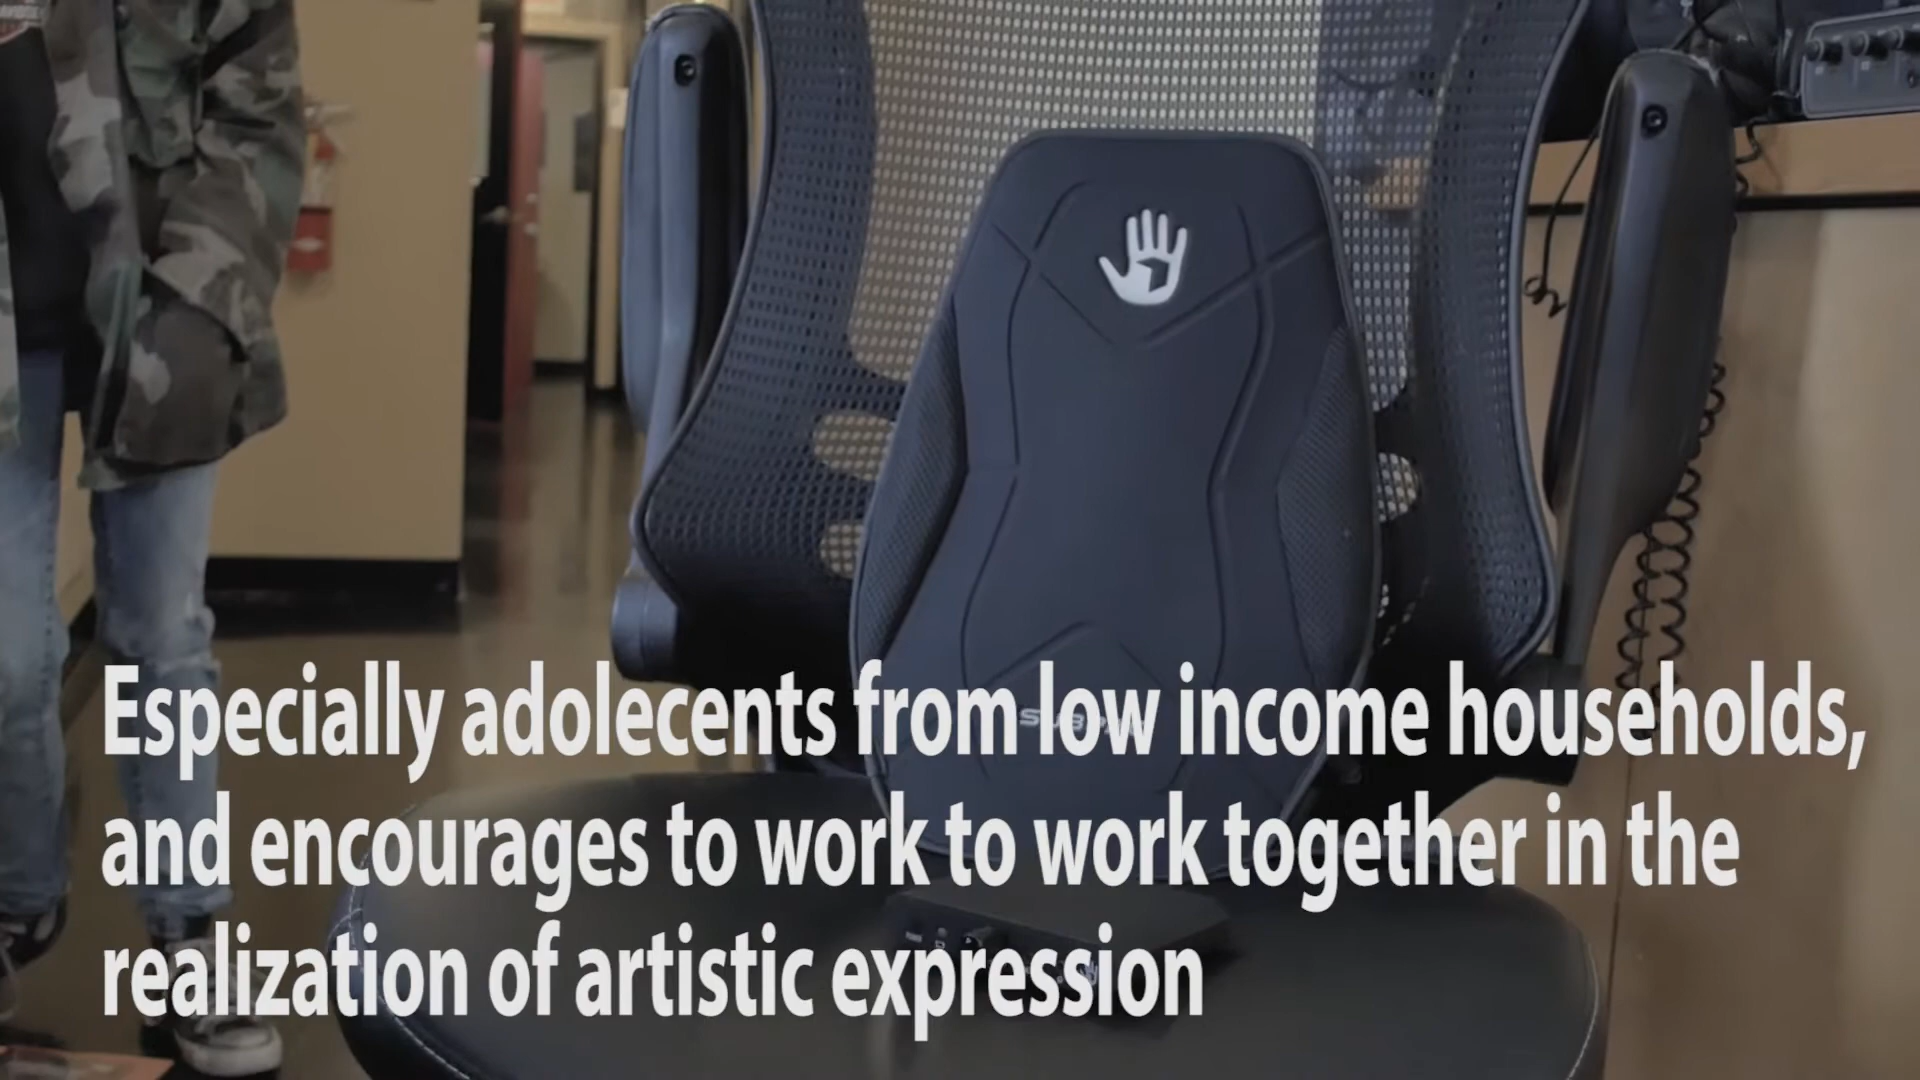 SUBPAC
Especially adolecents from low income households,
and encourages to work to work together in the
realization of artistic expression